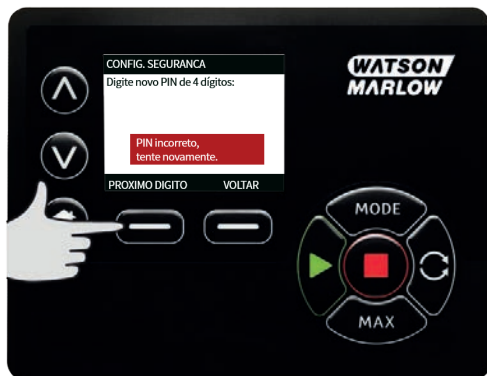 CONFIG. SEGURANCA
Digite novo PIN de 4 dígitos:
PIN incorreto,
tente novamente.
PROXIMO DIGITO VOLTAR
WATSON
MARLOW
MODE
MAX